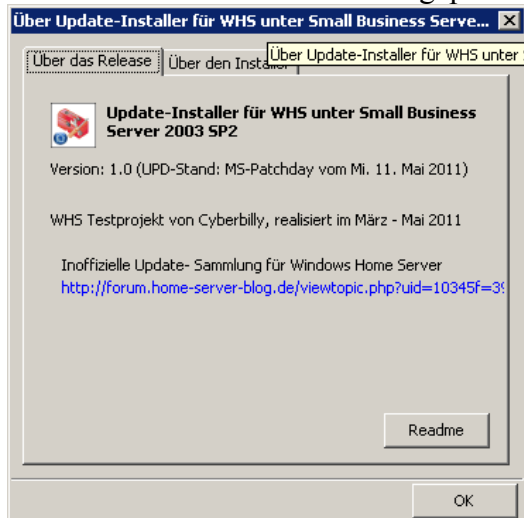 Über Update-Installer für WHS unter Small Business Serve...
Über das Release
Über den Install
Über Update-Installer für WHS unter
Update-Installer für WHS unter Small Business
Server 2003 SP2
Version: 1.0 (UPD-Stand: MS-Patchday vom Mi. 11. Mai 2011)
WHS Testprojekt von Cyberbilly, realisiert im März - Mai 2011
Inoffizielle Update- Sammlung für Windows Home Server
http://forum.home-server-blog.de/viewtopic.php?uid=10345f=39
Readme
OK